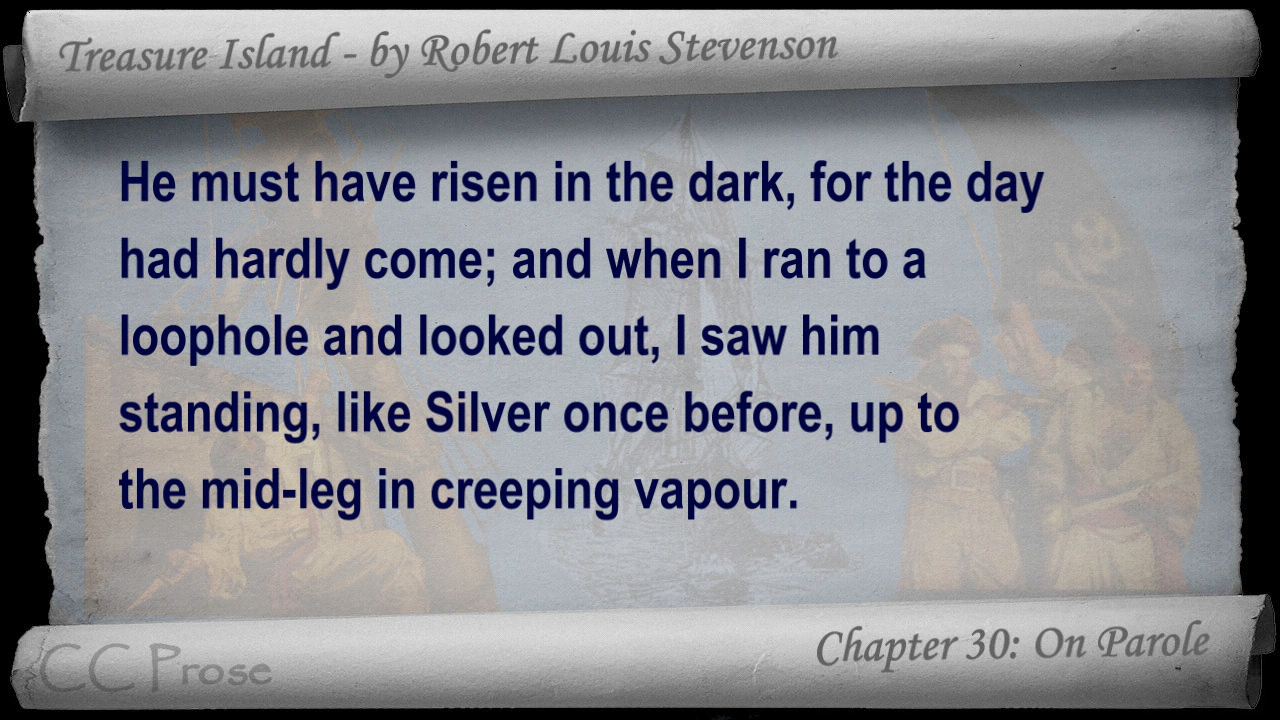 Treasure Island - by Robert Louis Stevenson
He must have risen in the dark, for the day
had hardly come; and when I ran to a
loophole and looked out, I saw him
standing, like Silver once before, up to
the mid-leg in creeping vapour.
Chapter 30: On Parole
CC Prose